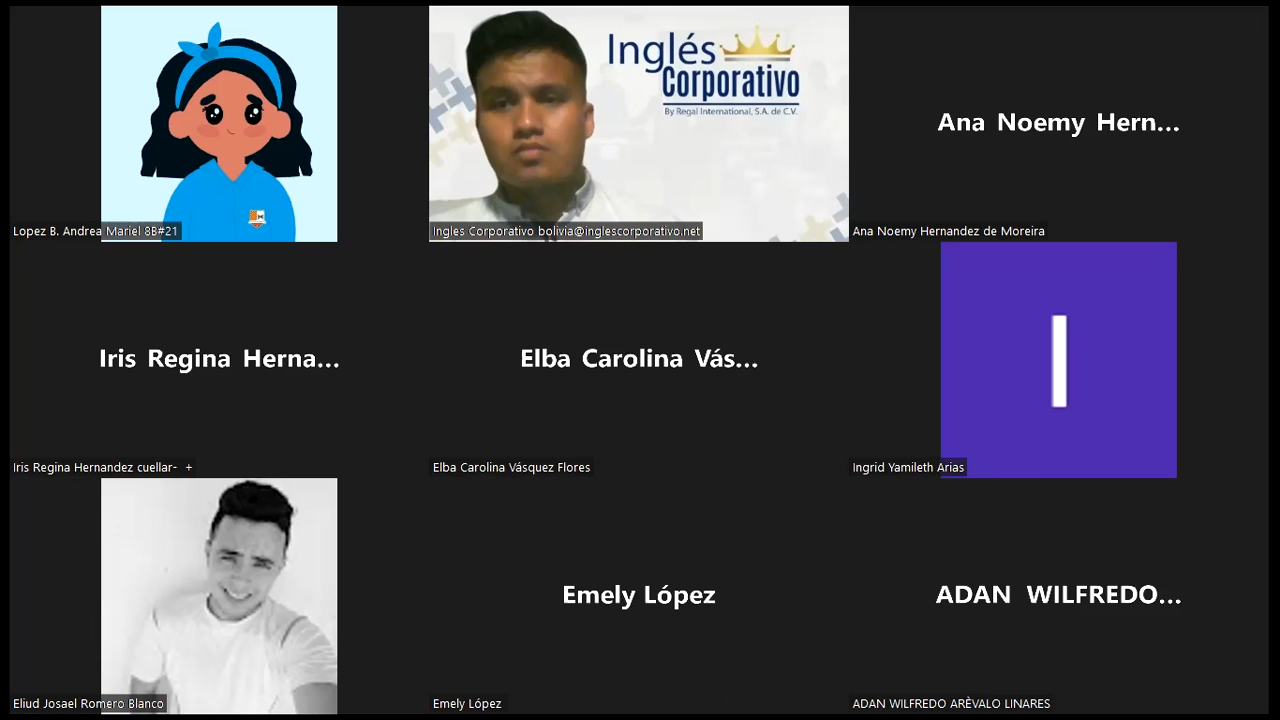 Inglés
Corporativo
By Regal International, S.A. de C.V.
Ana Noemy Hern...
Lopez B. Andrea Mariel 8B#21
Ingles Corporativo bolivia@inglescorporativo.net
Ana Noemy Hernandez de Moreira
Iris Regina Herna...
Elba Carolina Vás...
I
Iris Regina Hernandez cuellar- +
Elba Carolina Vásquez Flores
Ingrid Yamileth Arias
Emely López
ADAN WILFREDO...
Eliud Josael Romero Blanco
Emely López
ADAN WILFREDO ARÈVALO LINARES